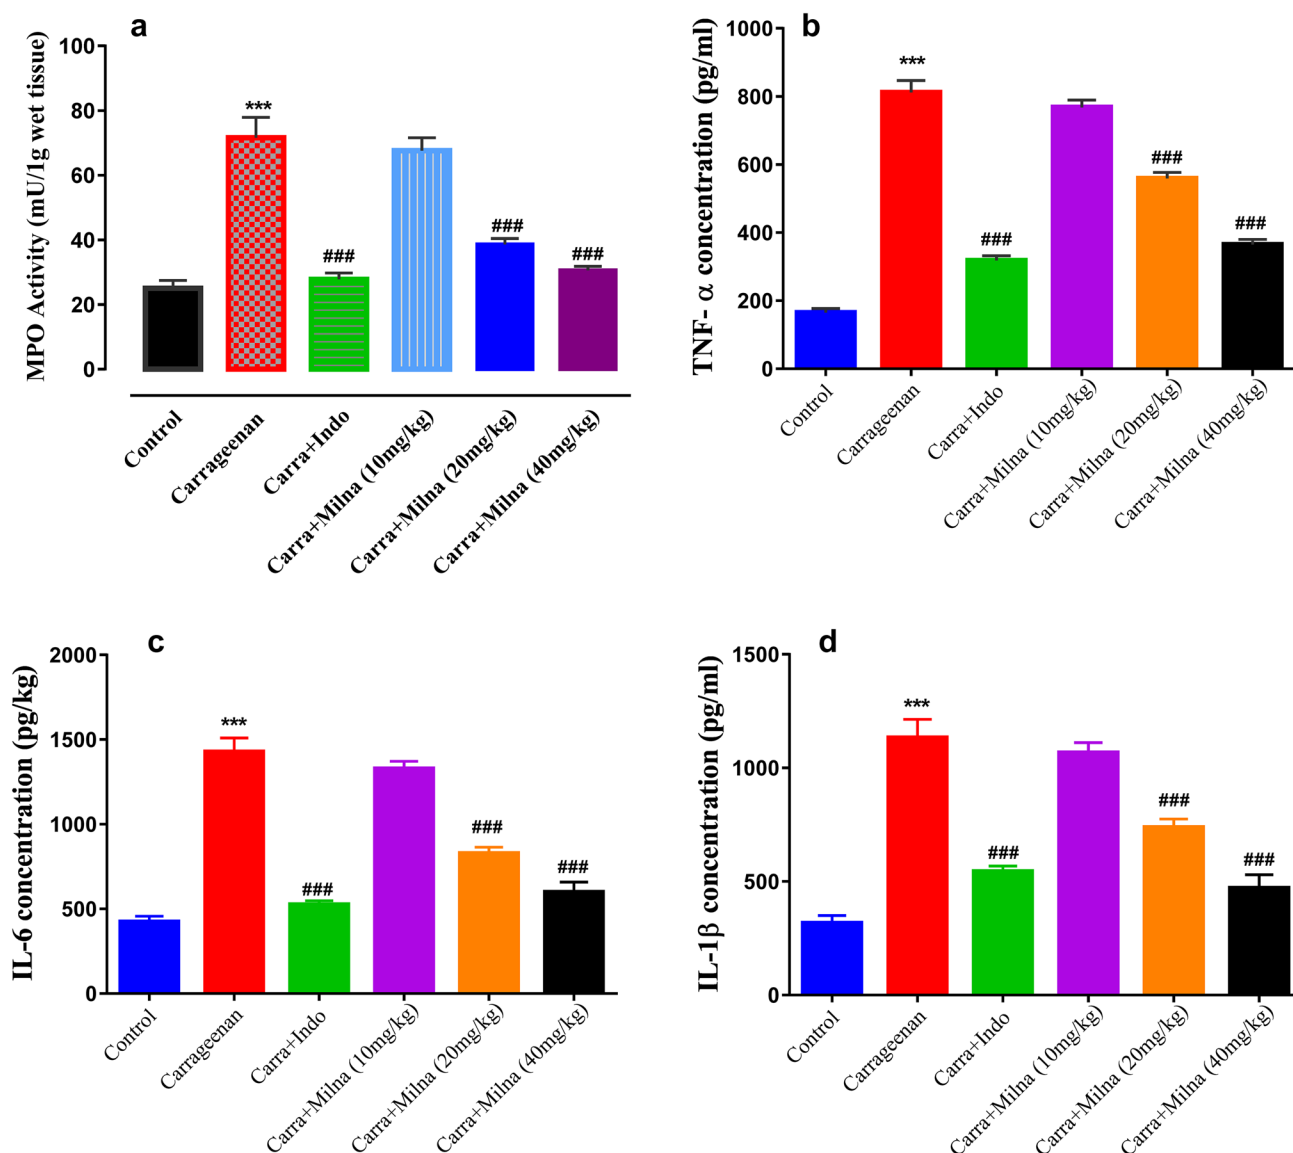 a
MPO Activity (mU/1g wet tissue)
100
80
60
40
20
0
***
###
###
###
Control
Carrageenan
Carra+Indo
Carra+Milna (10mg/kg)
Carra+Milna (20mg/kg)
Carra+Milna (40mg/kg)
b
TNF- α concentration (pg/ml)
1000
800
600
400
200
0
***
###
###
###
Control
Carrageenan
Carra+Indo
Carra+Milna (10mg/kg)
Carra+Milna (20mg/kg)
Carra+Milna (40mg/kg)
c
IL-6 concentration (pg/kg)
2000
1500
1000
500
0
***
###
###
###
Control
Carrageenan
Carra+Indo
Carra+Milna (10mg/kg)
Carra+Milna (20mg/kg)
Carra+Milna (40mg/kg)
d
IL-1β concentration (pg/ml)
1500
1000
500
0
***
###
###
###
Control
Carrageenan
Carra+Indo
Carra+Milna (10mg/kg)
Carra+Milna (20mg/kg)
Carra+Milna (40mg/kg)